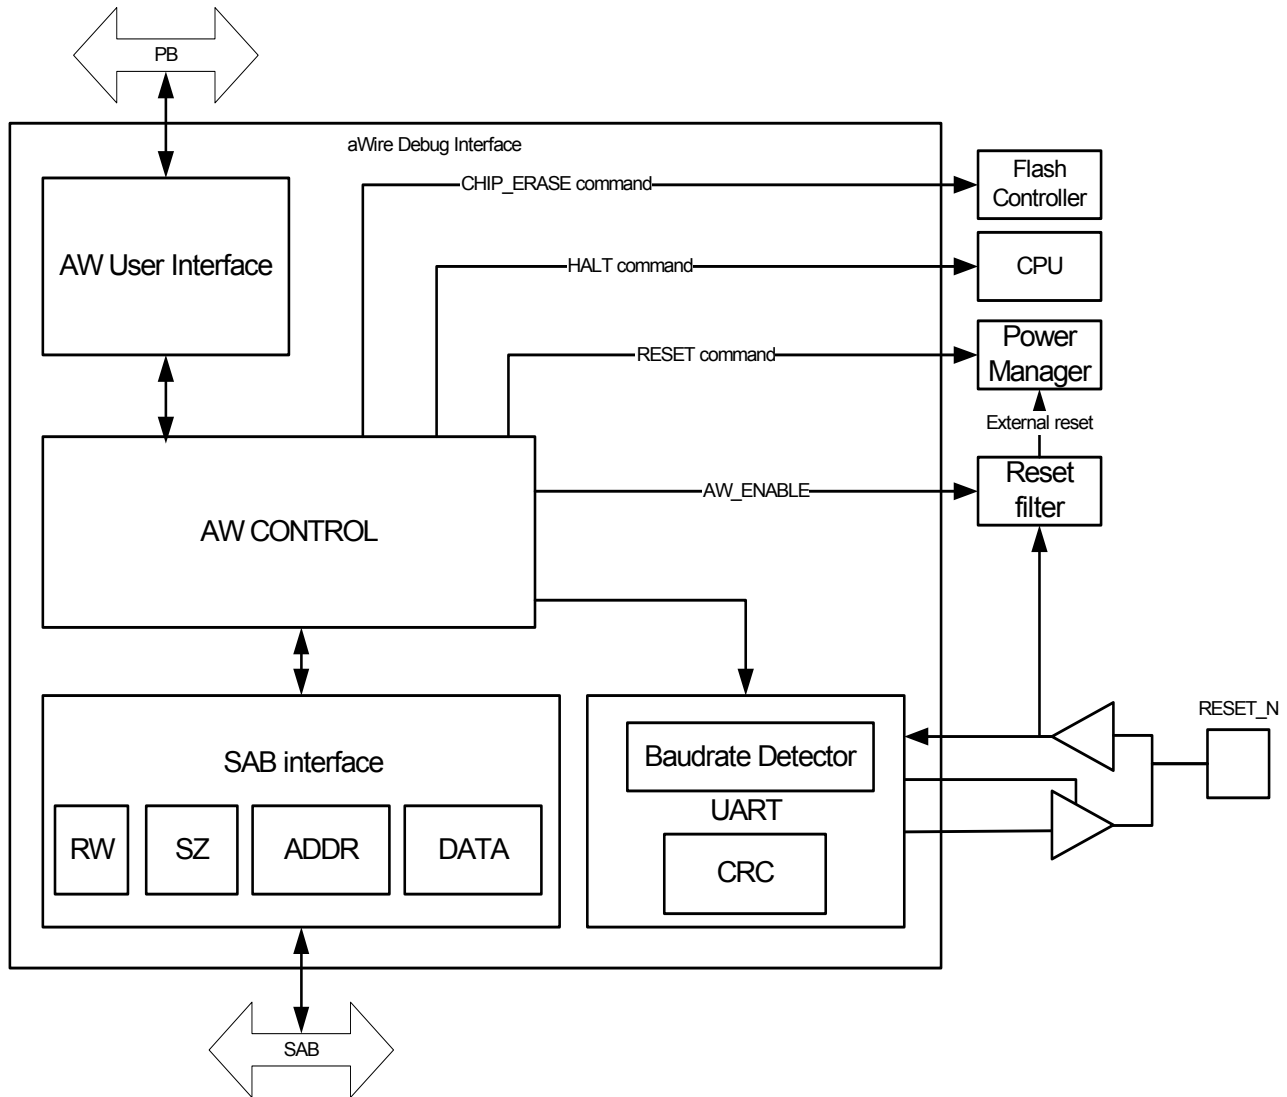 PB
aWire Debug Interface
CHIP_ERASE command
Flash
Controller
AW User Interface
HALT command
CPU
RESET command
Power
Manager
External reset
AW_ENABLE
Reset
filter
AW CONTROL
RESET_N
SAB interface
Baudrate Detector
UART
RW
SZ
ADDR
DATA
CRC
SAB